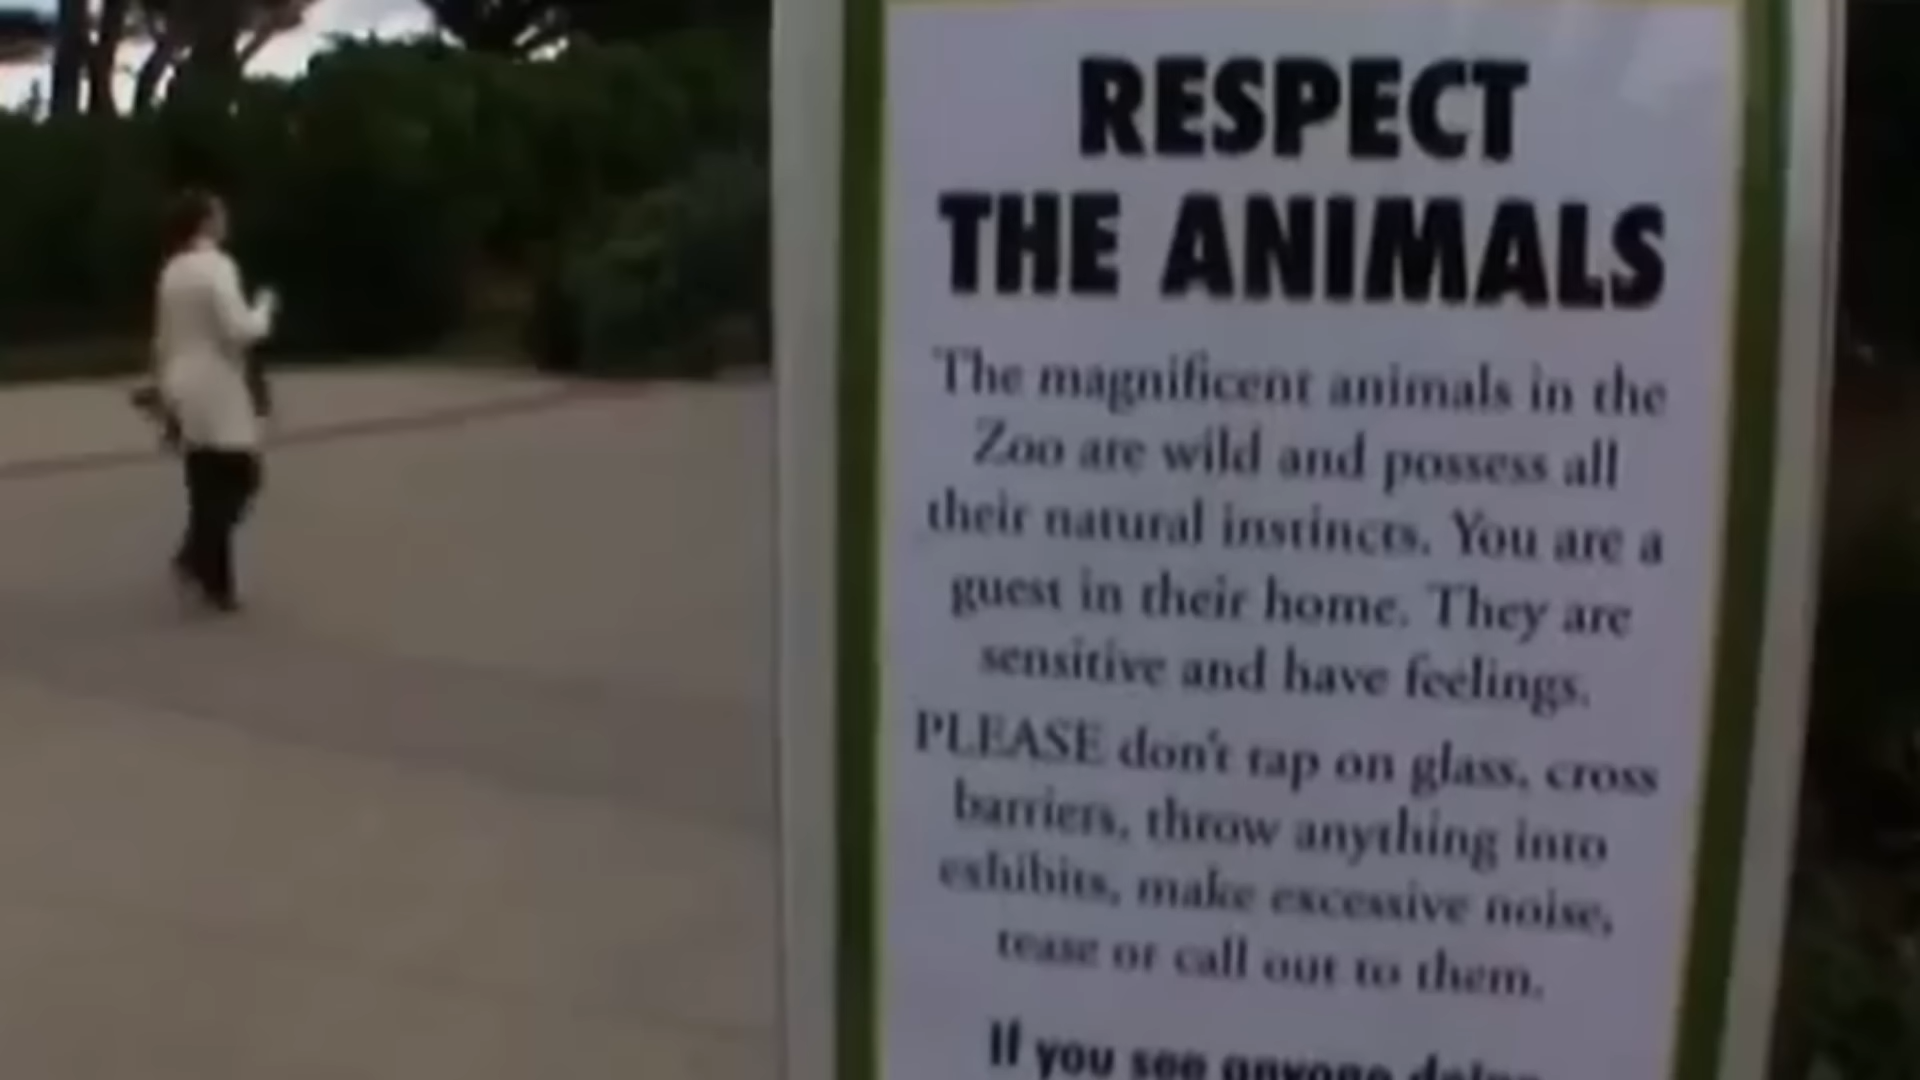 RESPECT
THE ANIMALS
The magnificent animals in the
Zoo are wild and possess all
their natural instincts. You are a
guest in their home. They are
sensitive and have feelings.
PLEASE don't tap on glass, cross
barriers, throw anything into
exhibits, make excessive noise,
tease or call out to them.
If you see anyone doing